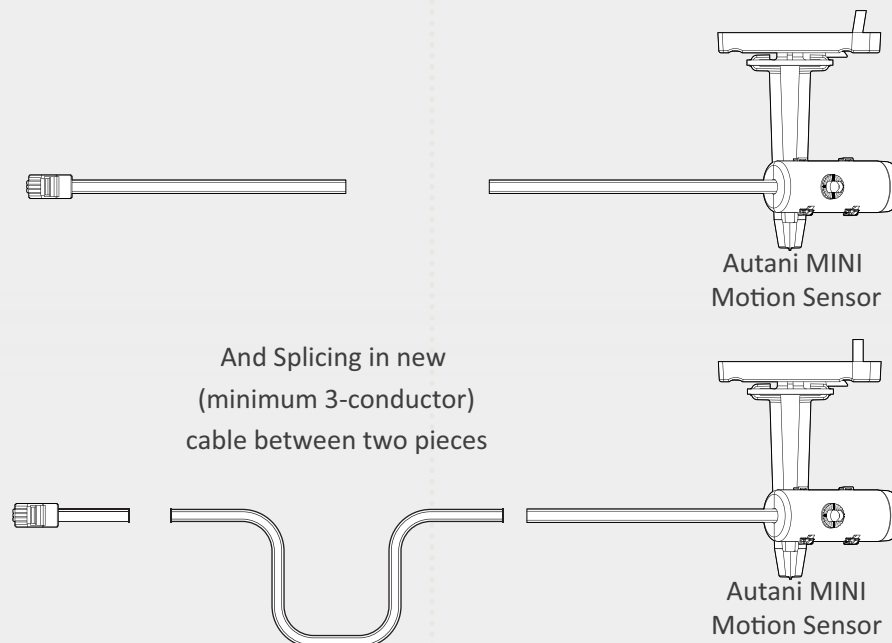 Autani MINI
Motion Sensor
And Splicing in new
(minimum 3-conductor)
cable between two pieces
Autani MINI
Motion Sensor